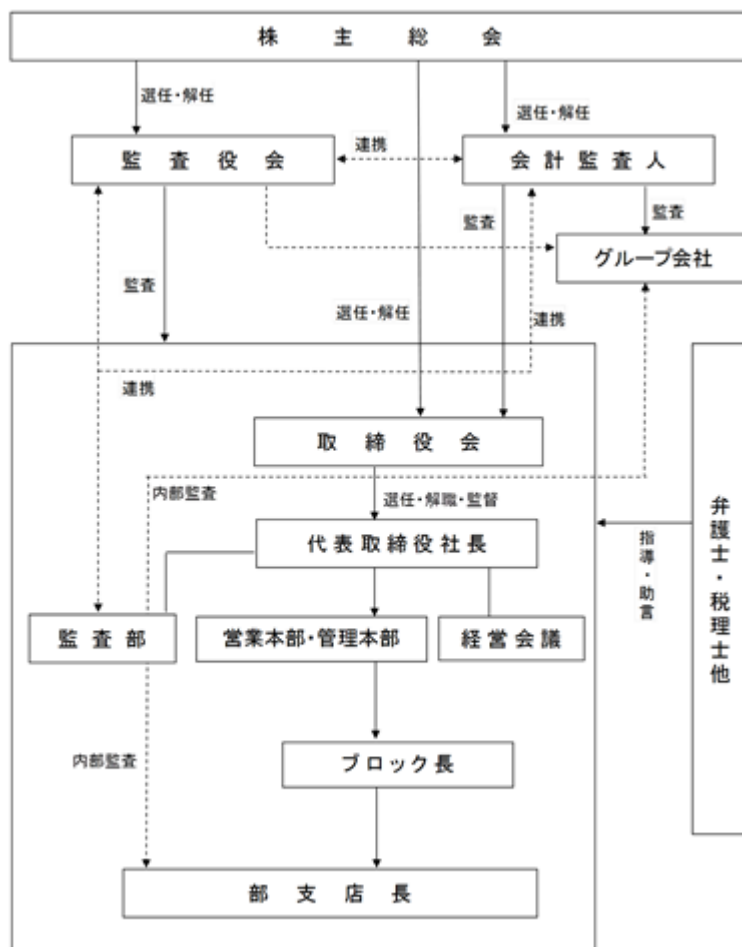 株主総会
選任・解任
選任・解任
監査役会
連携
会計監査人
監査
監査
グループ会社
監査
選任・解任
連携
連携
取締役会
内部監査
選任・解職・監督
代表取締役社長
指導・助言
弁護士・税理士他
監査部
営業本部・管理本部
経営会議
内部監査
ブロック長
部支店長